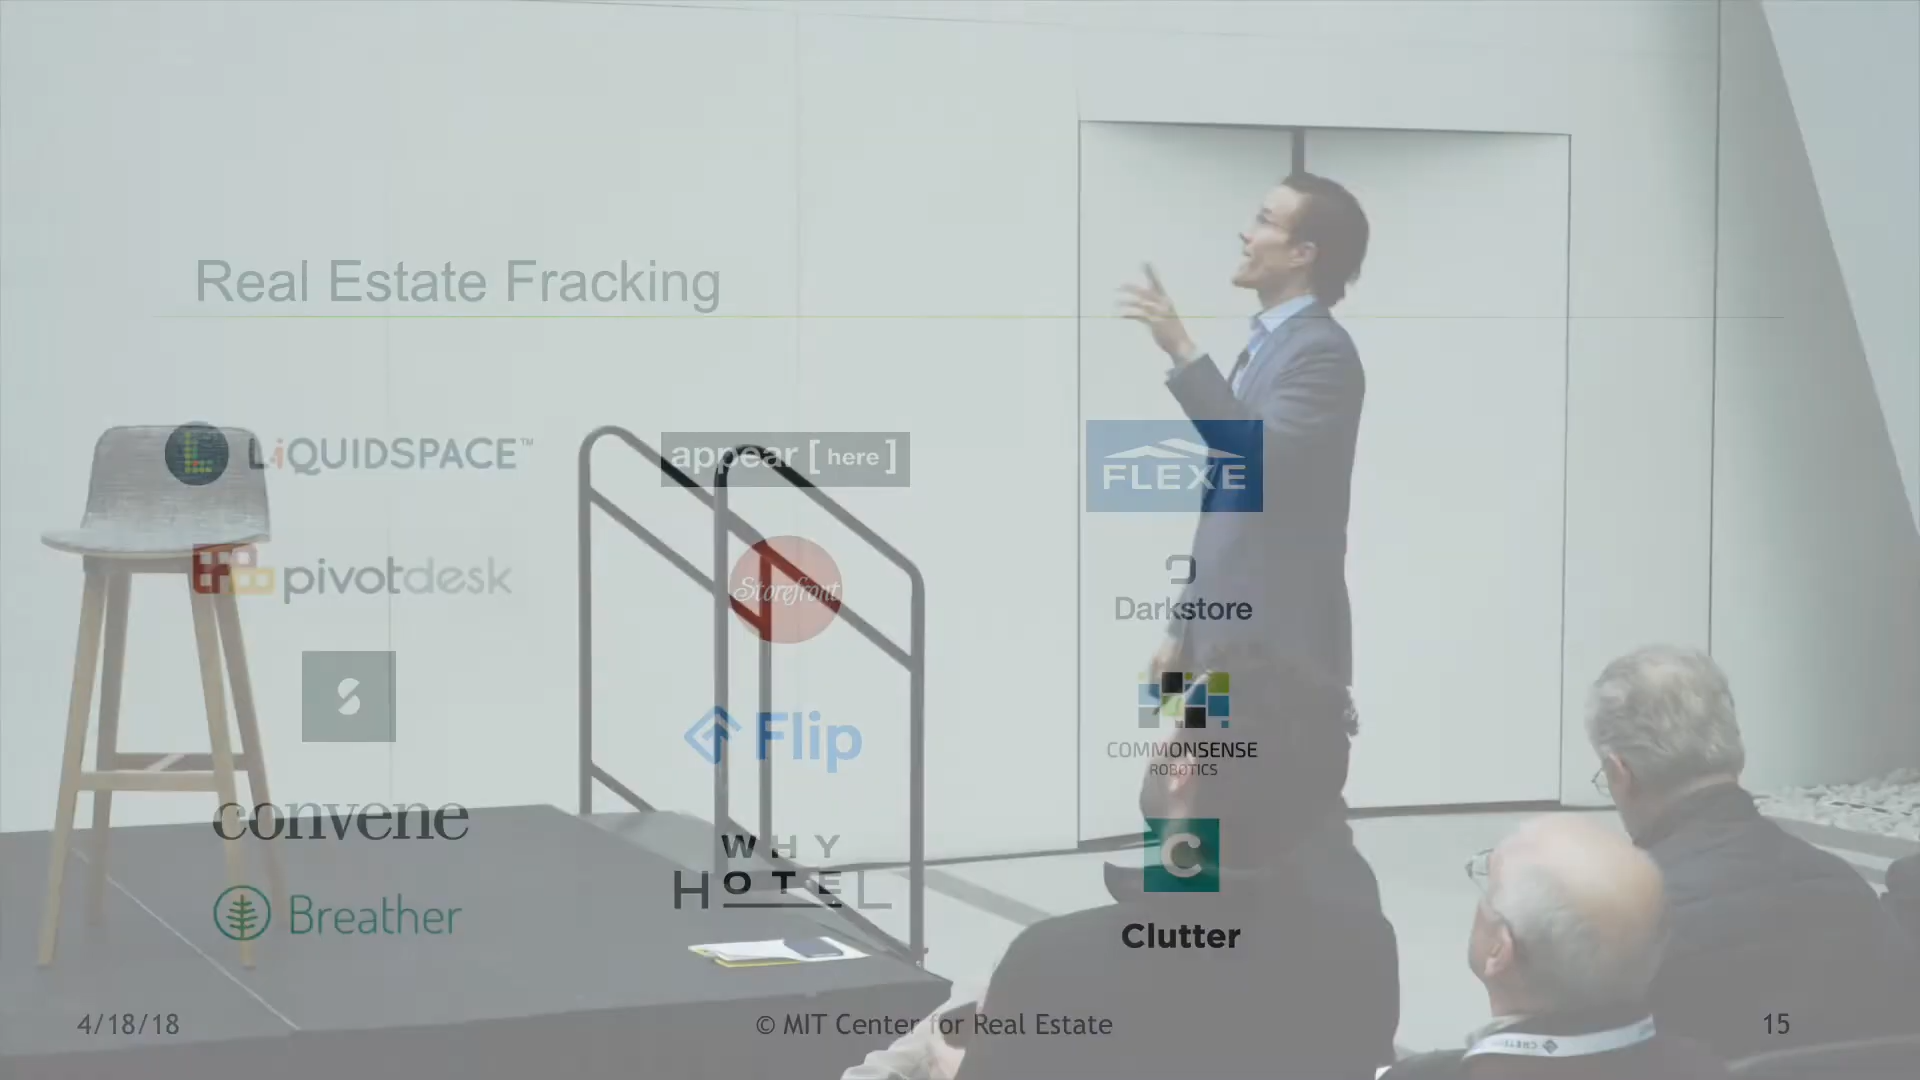 Real Estate Fracking
LiQUIDSPACE™
appear [here]
FLEXE
pivotdesk
Storefront
Darkstore
Flip
COMMONSENSE
ROBOTICS
convene
WHY
HOTEL
C
Breather
Clutter
4/18/18
© MIT Center for Real Estate
15